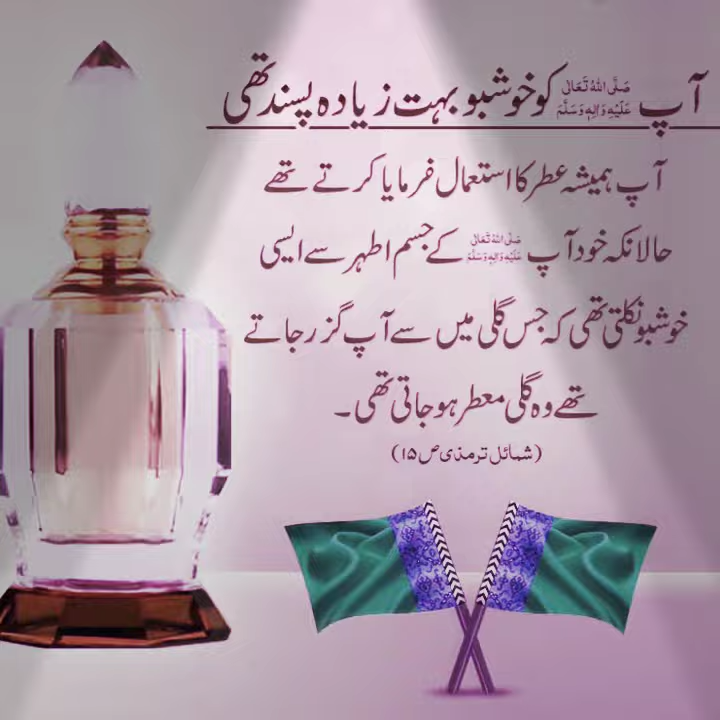 آپ صَلَّی اللہُ تَعَالٰی عَلَیْہِ وَاٰلِہٖ وَسَلَّمَ کو خوشبو بہت زیادہ پسند تھی
آپ ہمیشہ عطر کا استعمال فرمایا کرتے تھے
حالانکہ خود آپ صَلَّی اللہُ تَعَالٰی عَلَیْہِ وَاٰلِہٖ وَسَلَّمَ کے جسم اطہر سے ایسی
خوشبو نکلتی تھی کہ جس گلی میں سے آپ گزر جاتے
تھے وہ گلی معطر ہو جاتی تھی۔
(شمائل ترمذی ص ۱۵)